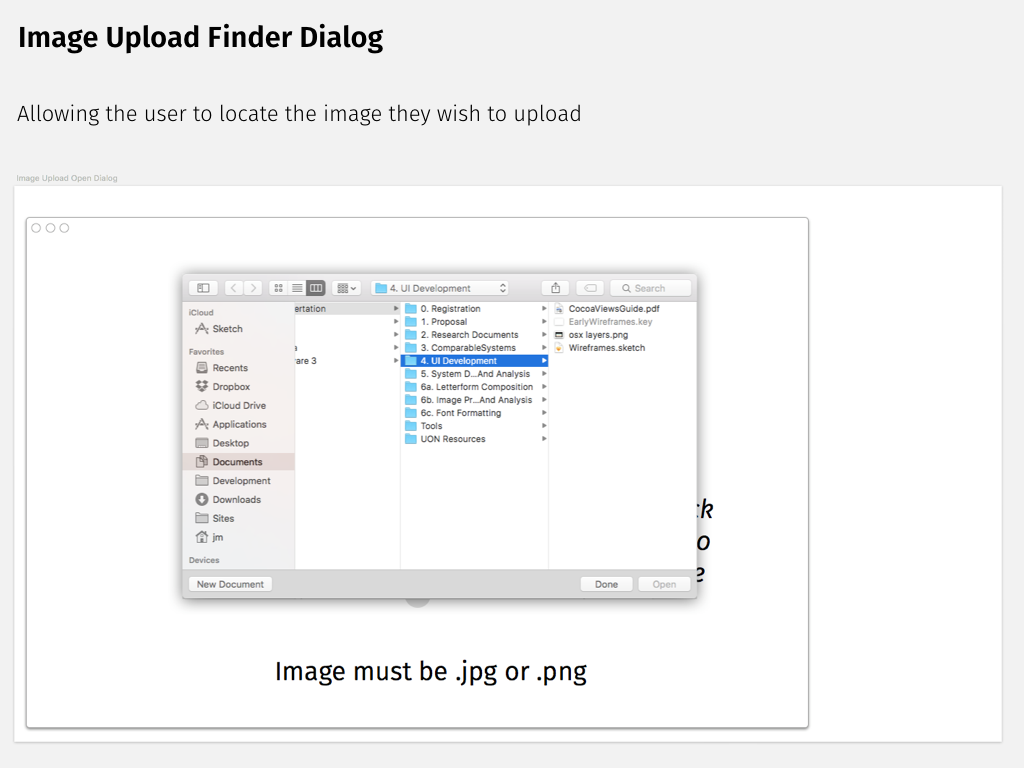 Image Upload Finder Dialog
Allowing the user to locate the image they wish to upload
Image Upload Open Dialog
4. UI Development
Search
iCloud
Sketch
Favorites
Recents
Dropbox
iCloud Drive
Applications
Desktop
Documents
Development
Downloads
Sites
jm
Devices
ertation
a
are 3
0. Registration
1. Proposal
2. Research Documents
3. ComparableSystems
4. UI Development
5. System D...And Analysis
6a. Letterform Composition
6b. Image Pr...And Analysis
6c. Font Formatting
Tools
UON Resources
CocoaViewsGuide.pdf
EarlyWireframes.key
osx layers.png
Wireframes.sketch
ck
o
e
New Document
Done
Open
Image must be .jpg or .png